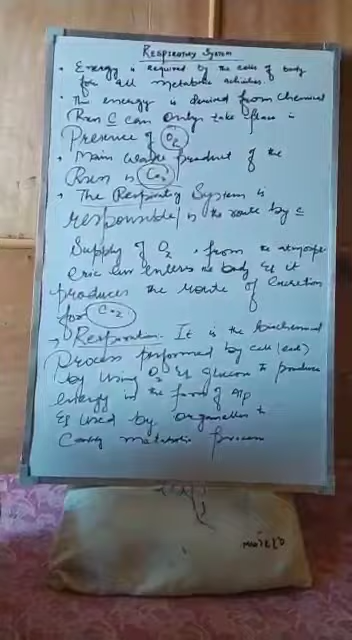 Respiratory System
• Energy is required by the cells of body
for all metabolic activities.
• This energy is derived from chemical
Rxn C can only take place in
Presence of O2
• Main waste product of the
Rxn is CO2
• The Respiratory System is
responsible/is the route by C
Supply of O2, from the atmosph-
eric air enters the body & it
produces the route of Excretion
for CO2
→ Respiration. It is the biochemical
Process performed by cell (each)
by using O2 & glucose to produce
energy in the form of ATP
& used by organelles to
Carry metabolic process